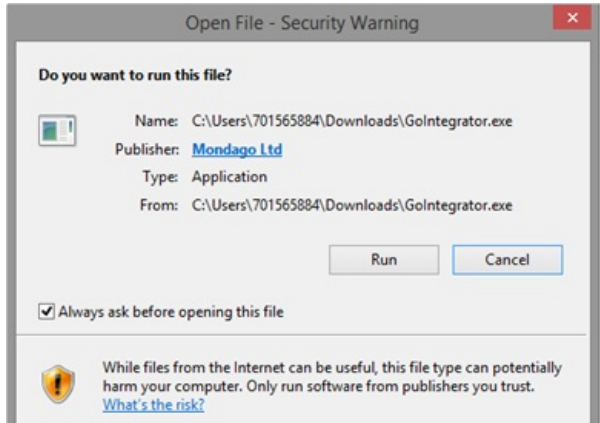 Open File - Security Warning
Do you want to run this file?
Name: C:\Users\701565884\Downloads\GoIntegrator.exe
Publisher: Mondago Ltd
Type: Application
From: C:\Users\701565884\Downloads\GoIntegrator.exe
Run Cancel
Always ask before opening this file
While files from the Internet can be useful, this file type can potentially
harm your computer. Only run software from publishers you trust.
What's the risk?